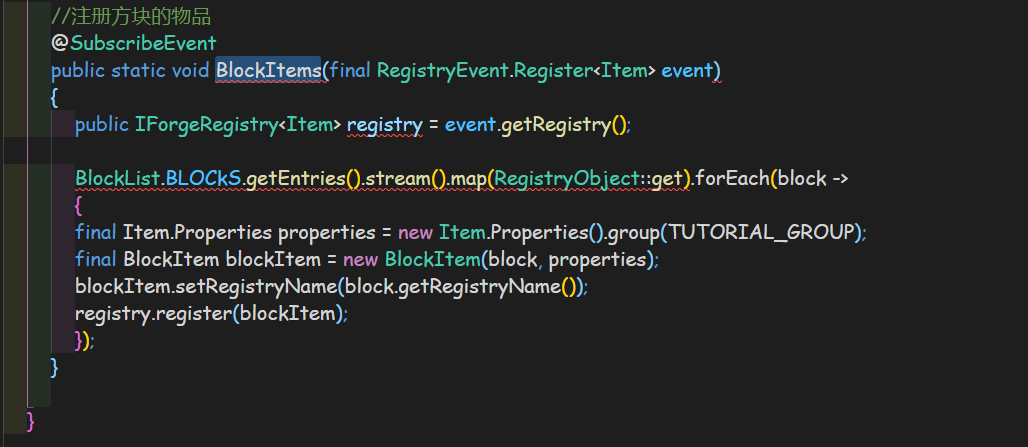 //注册方块的物品
@SubscribeEvent
public static void BlockItems(final RegistryEvent.Register<Item> event)
{
public IForgeRegistry<Item> registry = event.getRegistry();
BlockList.BLOCkS.getEntries().stream().map(RegistryObject::get).forEach(block ->
{
final Item.Properties properties = new Item.Properties().group(TUTORIAL_GROUP);
final BlockItem blockItem = new BlockItem(block, properties);
blockItem.setRegistryName(block.getRegistryName());
registry.register(blockItem);
});
}
}